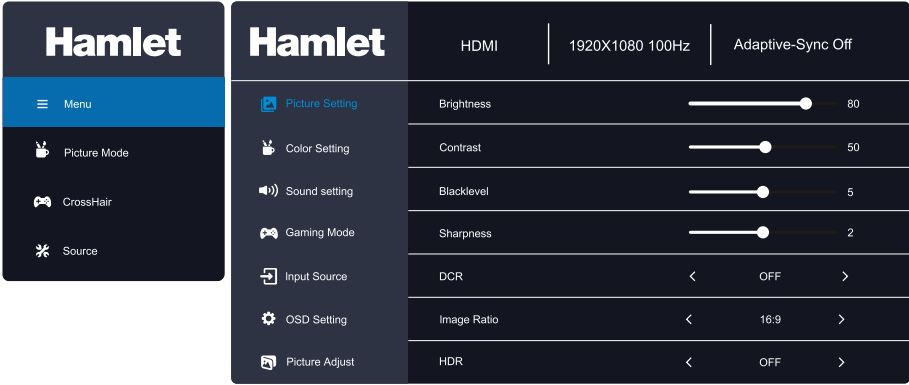 Hamlet
Menu
Picture Mode
CrossHair
Source
Hamlet
HDMI
1920X1080 100Hz
Adaptive-Sync Off
Picture Setting
Color Setting
Sound setting
Gaming Mode
Input Source
OSD Setting
Picture Adjust
Brightness 80
Contrast 50
Blacklevel 5
Sharpness 2
DCR OFF
Image Ratio 16:9
HDR OFF